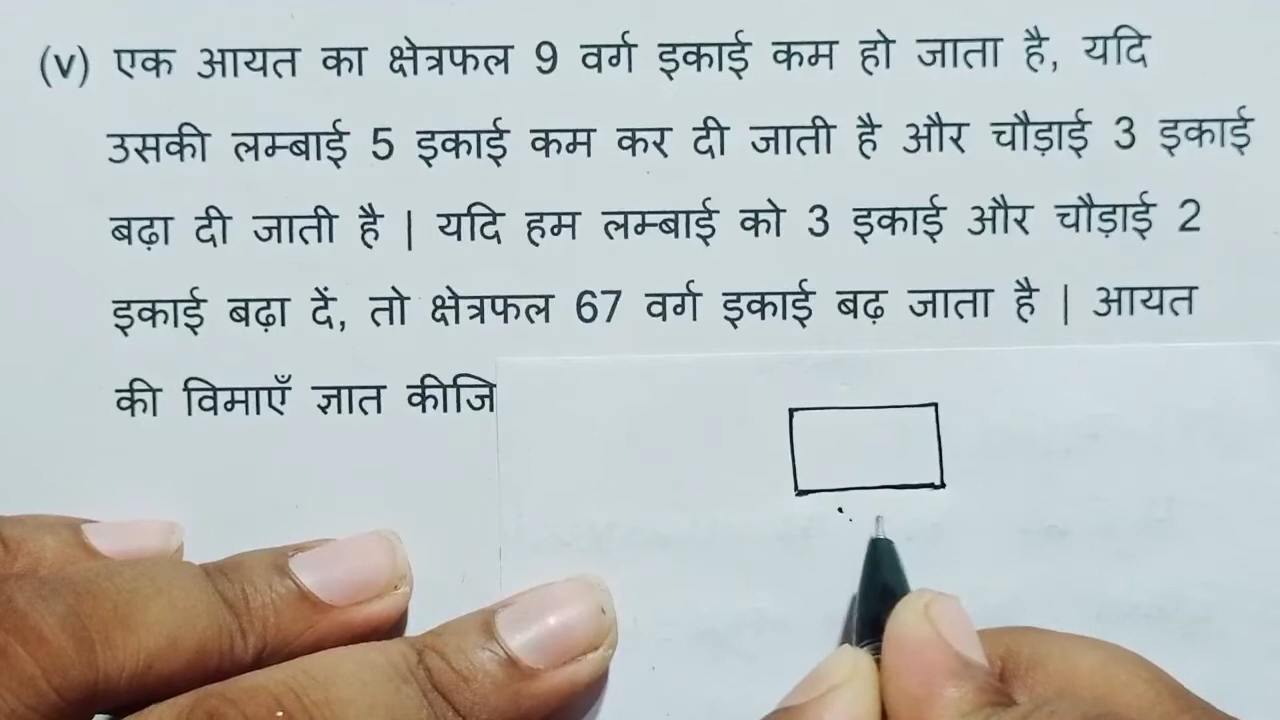 (v) एक आयत का क्षेत्रफल 9 वर्ग इकाई कम हो जाता है, यदि
उसकी लम्बाई 5 इकाई कम कर दी जाती है और चौड़ाई 3 इकाई
बढ़ा दी जाती है | यदि हम लम्बाई को 3 इकाई और चौड़ाई 2
इकाई बढ़ा दें, तो क्षेत्रफल 67 वर्ग इकाई बढ़ जाता है | आयत
की विमाएँ ज्ञात कीजि